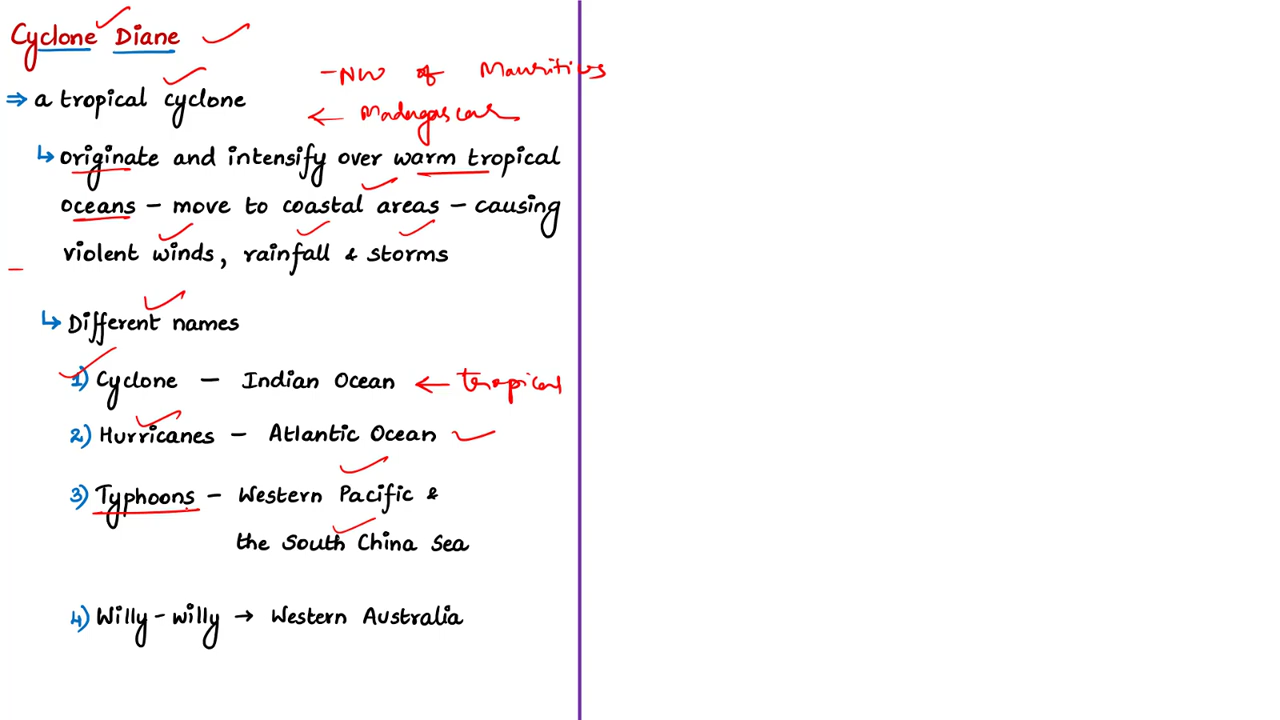 Cyclone Diane
- NW of Mauritius
⇒ a tropical cyclone
← Madagascar
↳ originate and intensify over warm tropical
oceans – move to coastal areas – causing
violent winds, rainfall & storms
↳ Different names
1) Cyclone – Indian Ocean ← tropical
2) Hurricanes – Atlantic Ocean
3) Typhoons – Western Pacific &
the South China Sea
4) Willy-willy → Western Australia